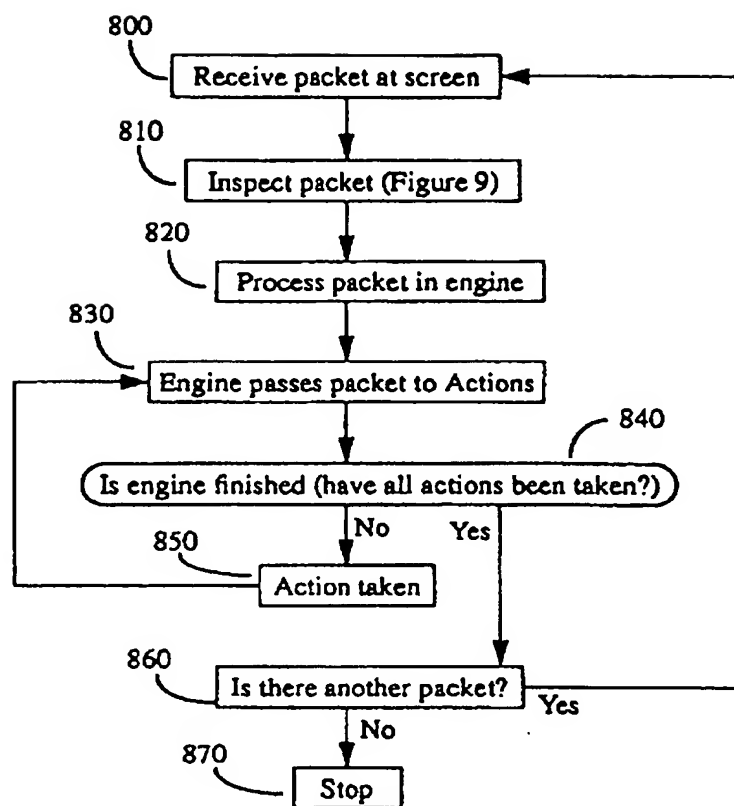 800
Receive packet at screen
810
Inspect packet (Figure 9)
820
Process packet in engine
830
Engine passes packet to Actions
840
Is engine finished (have all actions been taken?)
No
Yes
850
Action taken
860
Is there another packet?
Yes
No
870
Stop